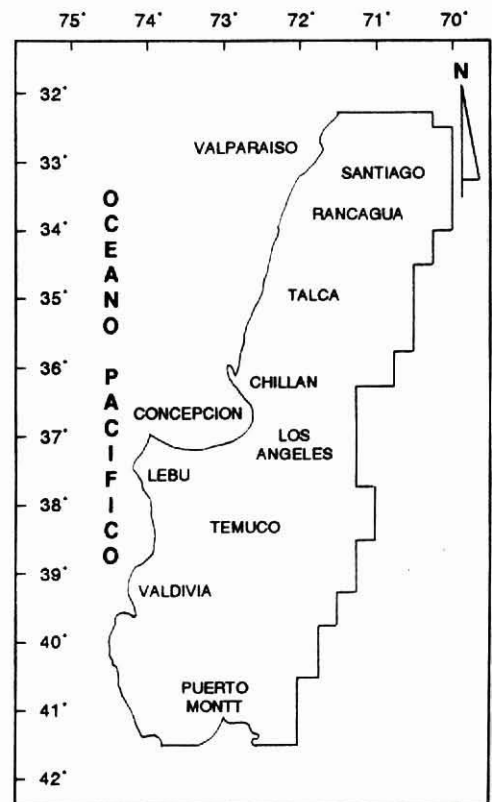 75° 74° 73° 72° 71° 70°
N
32°
33°
34°
35°
36°
37°
38°
39°
40°
41°
42°
VALPARAISO
SANTIAGO
RANCAGUA
TALCA
CHILLAN
CONCEPCION
LOS
ANGELES
LEBU
TEMUCO
VALDIVIA
PUERTO
MONTT
OCEANO PACIFICO